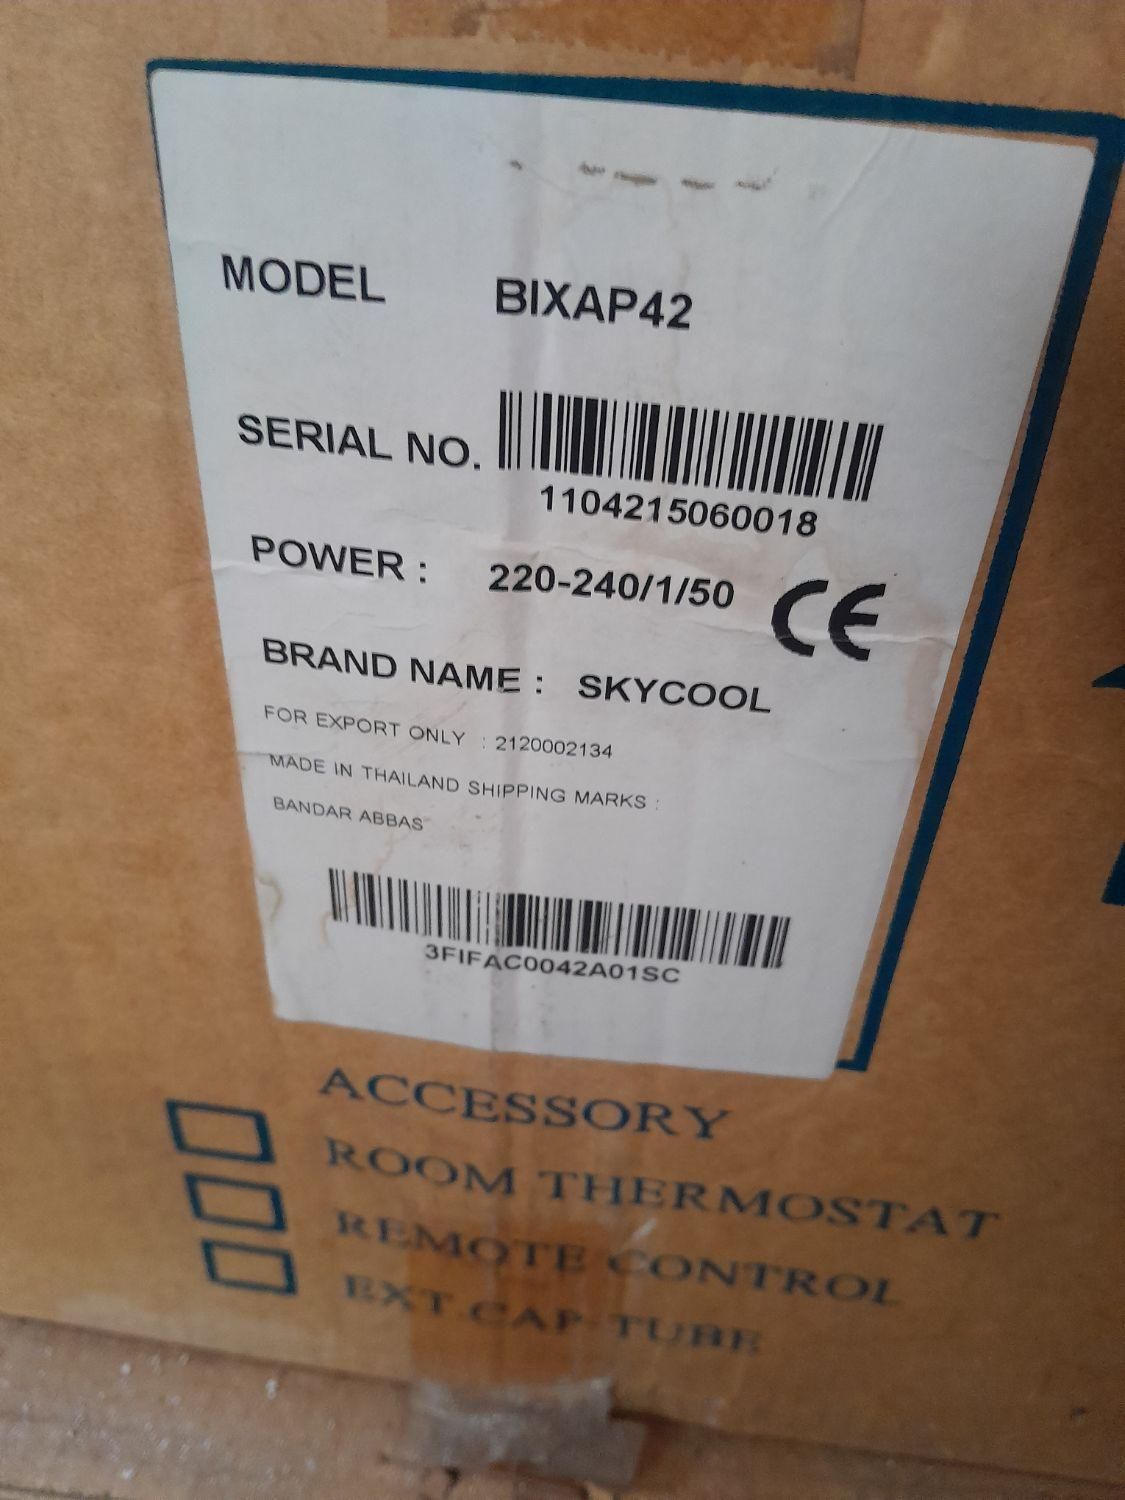 MODEL BIXAP42
SERIAL NO.
1104215060018
POWER : 220-240/1/50 CE
BRAND NAME : SKYCOOL
FOR EXPORT ONLY : 2120002134
MADE IN THAILAND SHIPPING MARKS :
BANDAR ABBAS
3FIFAC0042A01SC
ACCESSORY
ROOM THERMOSTAT
REMOTE CONTROL
EXT.CAP-TUBE